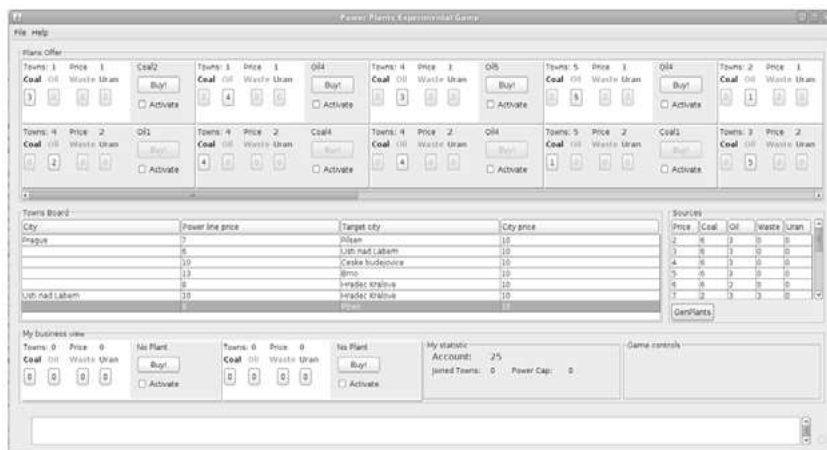 Power Plants Experimental Game
File Help
Plans Offer
Towns: 1 Price 1 Coal2 Towns: 1 Price 1 Oil4 Towns: 4 Price 1 Oil5 Towns: 5 Price 1 Oil4 Towns: 2 Price 1
Coal Oil Waste Uran Buy! Coal Oil Waste Uran Buy! Coal Oil Waste Uran Buy! Coal Oil Waste Uran Buy! Coal Oil Waste Uran
3 0 0 0 Activate 0 4 0 0 Activate 0 3 0 0 Activate 0 5 0 0 Activate 0 1 0 0
Towns: 4 Price 2 Oil1 Towns: 4 Price 2 Coal4 Towns: 4 Price 2 Oil4 Towns: 5 Price 2 Coal1 Towns: 3 Price 2
Coal Oil Waste Uran Buy! Coal Oil Waste Uran Buy! Coal Oil Waste Uran Buy! Coal Oil Waste Uran Buy! Coal Oil Waste Uran
0 2 0 0 Activate 4 0 0 0 Activate 0 4 0 0 Activate 1 0 0 0 Activate 0 5 0 0
Towns Board
City Power line price Target city City price
Prague 7 Pilsen 10
6 Usti nad Labem 10
10 Ceske budejovice 10
13 Brno 10
8 Hradec Kralove 10
Usti nad Labem 10 Hradec Kralove 10
Sources
Price Coal Oil Waste Uran
2 6 3 0 0
3 6 3 0 0
4 6 3 0 0
5 6 3 0 0
6 6 3 0 0
7 2 3 3 0
GenPlants
My business view
Towns: 0 Price 0 No Plant Towns: 0 Price 0 No Plant
Coal Oil Waste Uran Buy! Coal Oil Waste Uran Buy!
0 0 0 0 Activate 0 0 0 0 Activate
My statistic
Account: 25
Joined Towns: 0 Power Cap: 0
Game controls